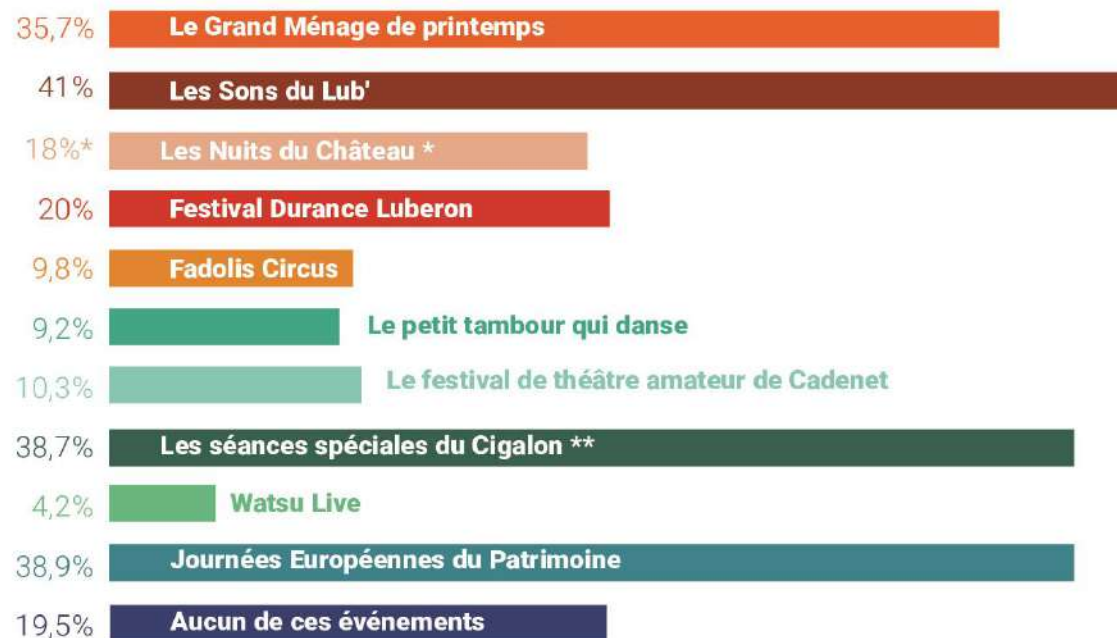 35,7% Le Grand Ménage de printemps
41% Les Sons du Lub'
18%* Les Nuits du Château *
20% Festival Durance Luberon
9,8% Fadolis Circus
9,2% Le petit tambour qui danse
10,3% Le festival de théâtre amateur de Cadenet
38,7% Les séances spéciales du Cigalon **
4,2% Watsu Live
38,9% Journées Européennes du Patrimoine
19,5% Aucun de ces événements